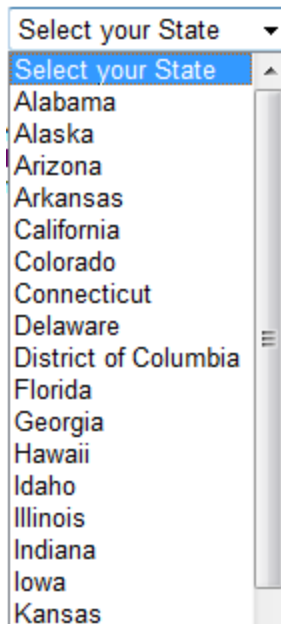 Select your State
Select your State
Alabama
Alaska
Arizona
Arkansas
California
Colorado
Connecticut
Delaware
District of Columbia
Florida
Georgia
Hawaii
Idaho
Illinois
Indiana
Iowa
Kansas